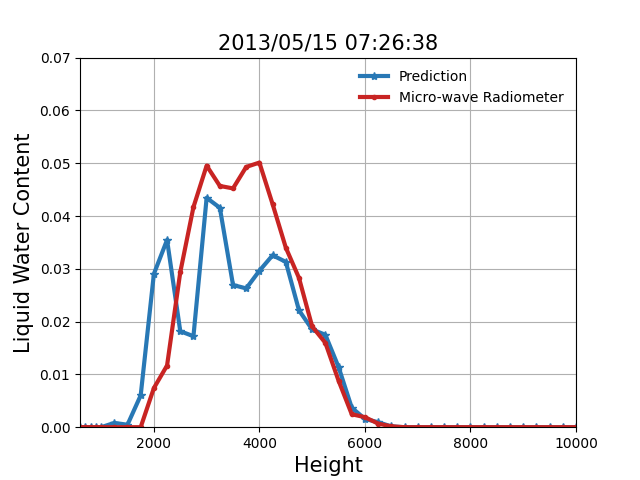 2013/05/15 07:26:38
0.07
0.06
0.05
0.04
0.03
0.02
0.01
0.00
Liquid Water Content
Prediction
Micro-wave Radiometer
2000 4000 6000 8000 10000
Height